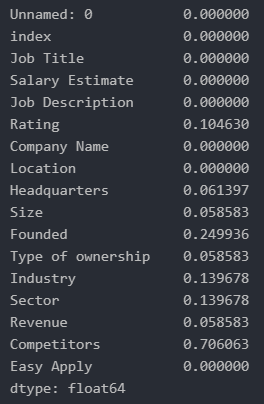 Unnamed: 0 0.000000
index 0.000000
Job Title 0.000000
Salary Estimate 0.000000
Job Description 0.000000
Rating 0.104630
Company Name 0.000000
Location 0.000000
Headquarters 0.061397
Size 0.058583
Founded 0.249936
Type of ownership 0.058583
Industry 0.139678
Sector 0.139678
Revenue 0.058583
Competitors 0.706063
Easy Apply 0.000000
dtype: float64